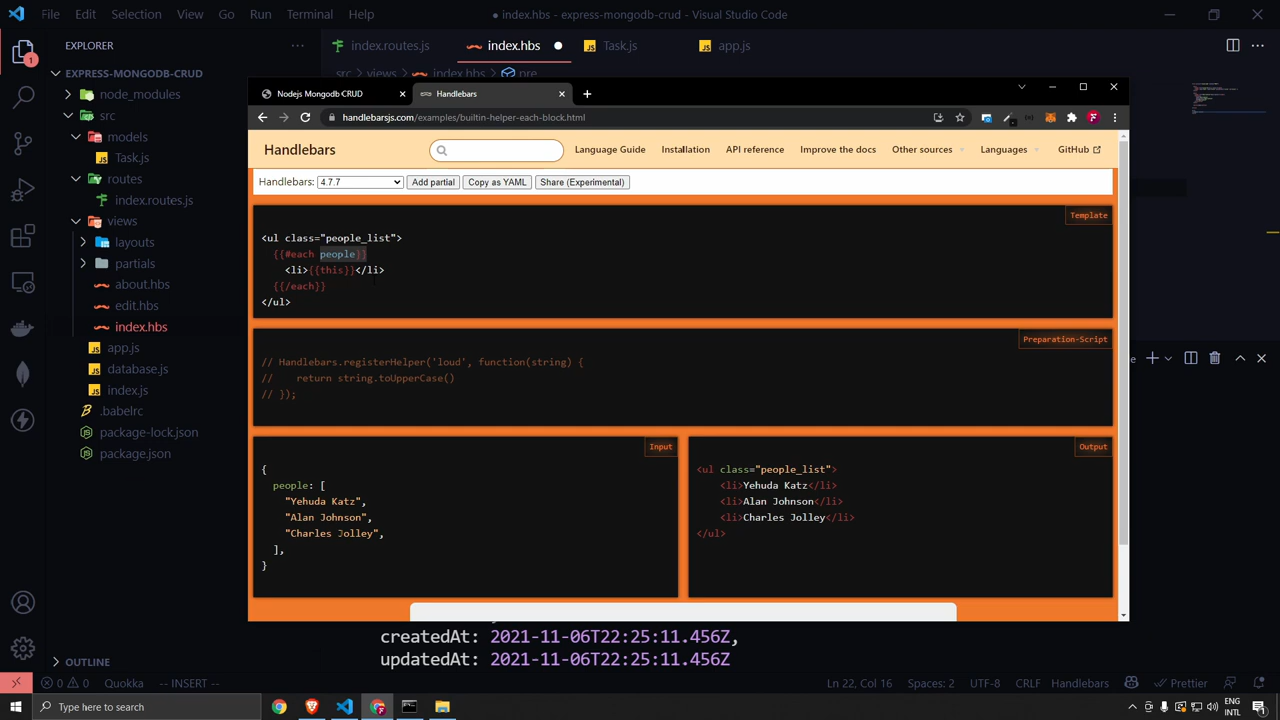 File Edit Selection View Go Run Terminal Help
● index.hbs - express-mongodb-crud - Visual Studio Code
EXPLORER
1
EXPRESS-MONGODB-CRUD
node_modules
src
models
Task.js
routes
index.routes.js
views
layouts
partials
about.hbs
edit.hbs
index.hbs
app.js
database.js
index.js
.babelrc
package-lock.json
package.json
OUTLINE
index.routes.js index.hbs Task.js app.js
src > views > index.hbs > pre
Nodejs Mongodb CRUD
Handlebars
handlebarsjs.com/examples/builtin-helper-each-block.html
Handlebars
Language Guide Installation API reference Improve the docs Other sources Languages GitHub
Handlebars: 4.7.7 Add partial Copy as YAML Share (Experimental)
Template
<ul class="people_list">
{{#each people}}
<li>{{this}}</li>
{{/each}}
</ul>
Preparation-Script
// Handlebars.registerHelper('loud', function(string) {
// return string.toUpperCase()
// });
Input
{
people: [
"Yehuda Katz",
"Alan Johnson",
"Charles Jolley",
],
}
Output
<ul class="people_list">
<li>Yehuda Katz</li>
<li>Alan Johnson</li>
<li>Charles Jolley</li>
</ul>
createdAt: 2021-11-06T22:25:11.456Z,
updatedAt: 2021-11-06T22:25:11.456Z
0 0 Quokka -- INSERT -- Ln 22, Col 16 Spaces: 2 UTF-8 CRLF Handlebars Prettier
Type here to search
ENG
INTL